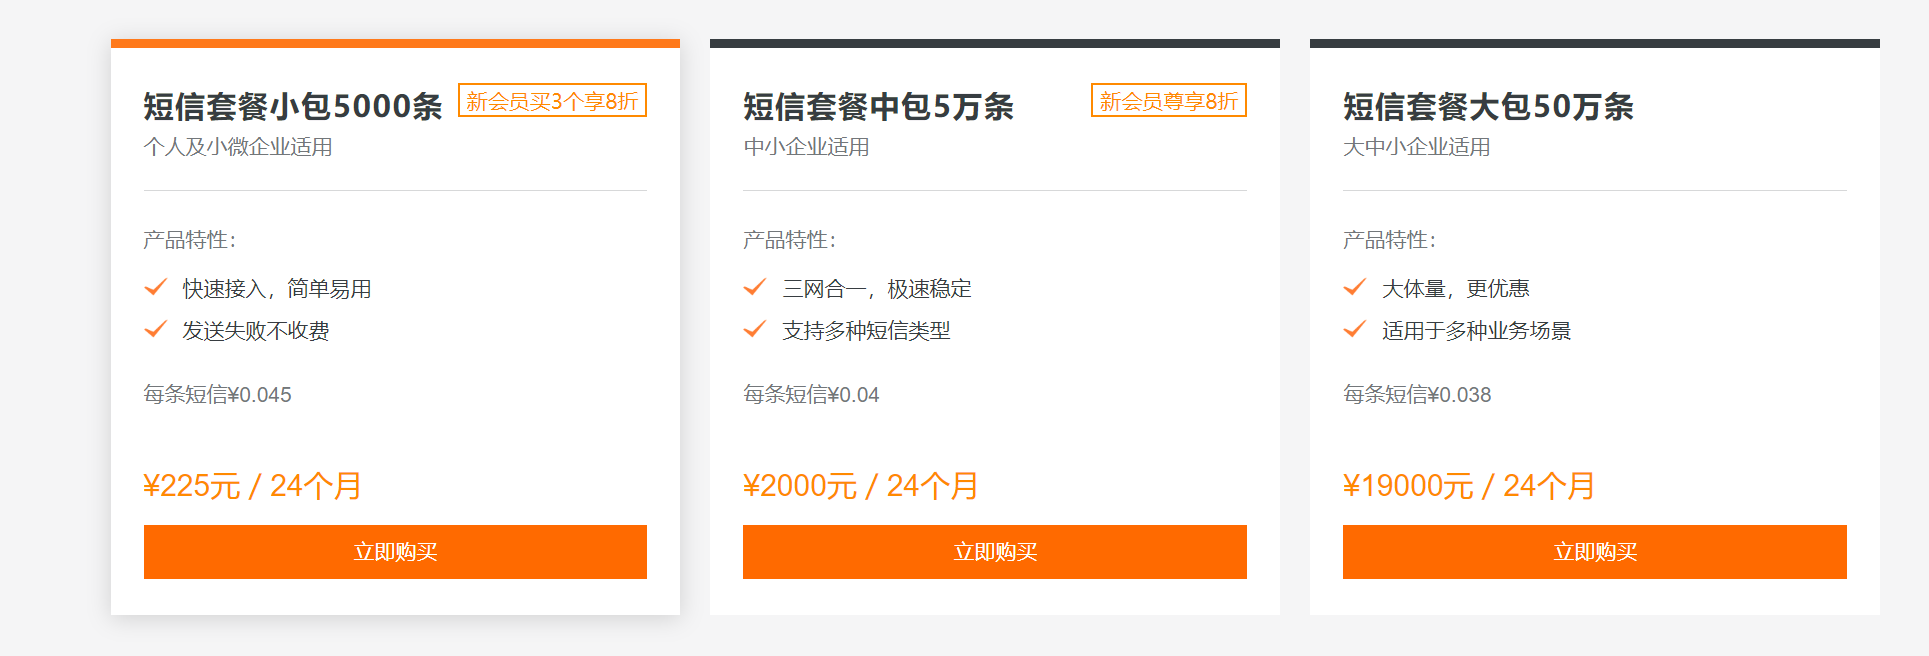 短信套餐小包5000条
新会员买3个享8折
个人及小微企业适用
产品特性：
快速接入，简单易用
发送失败不收费
每条短信¥0.045
¥225元 / 24个月
立即购买
短信套餐中包5万条
新会员尊享8折
中小企业适用
产品特性：
三网合一，极速稳定
支持多种短信类型
每条短信¥0.04
¥2000元 / 24个月
立即购买
短信套餐大包50万条
大中小企业适用
产品特性：
大体量，更优惠
适用于多种业务场景
每条短信¥0.038
¥19000元 / 24个月
立即购买